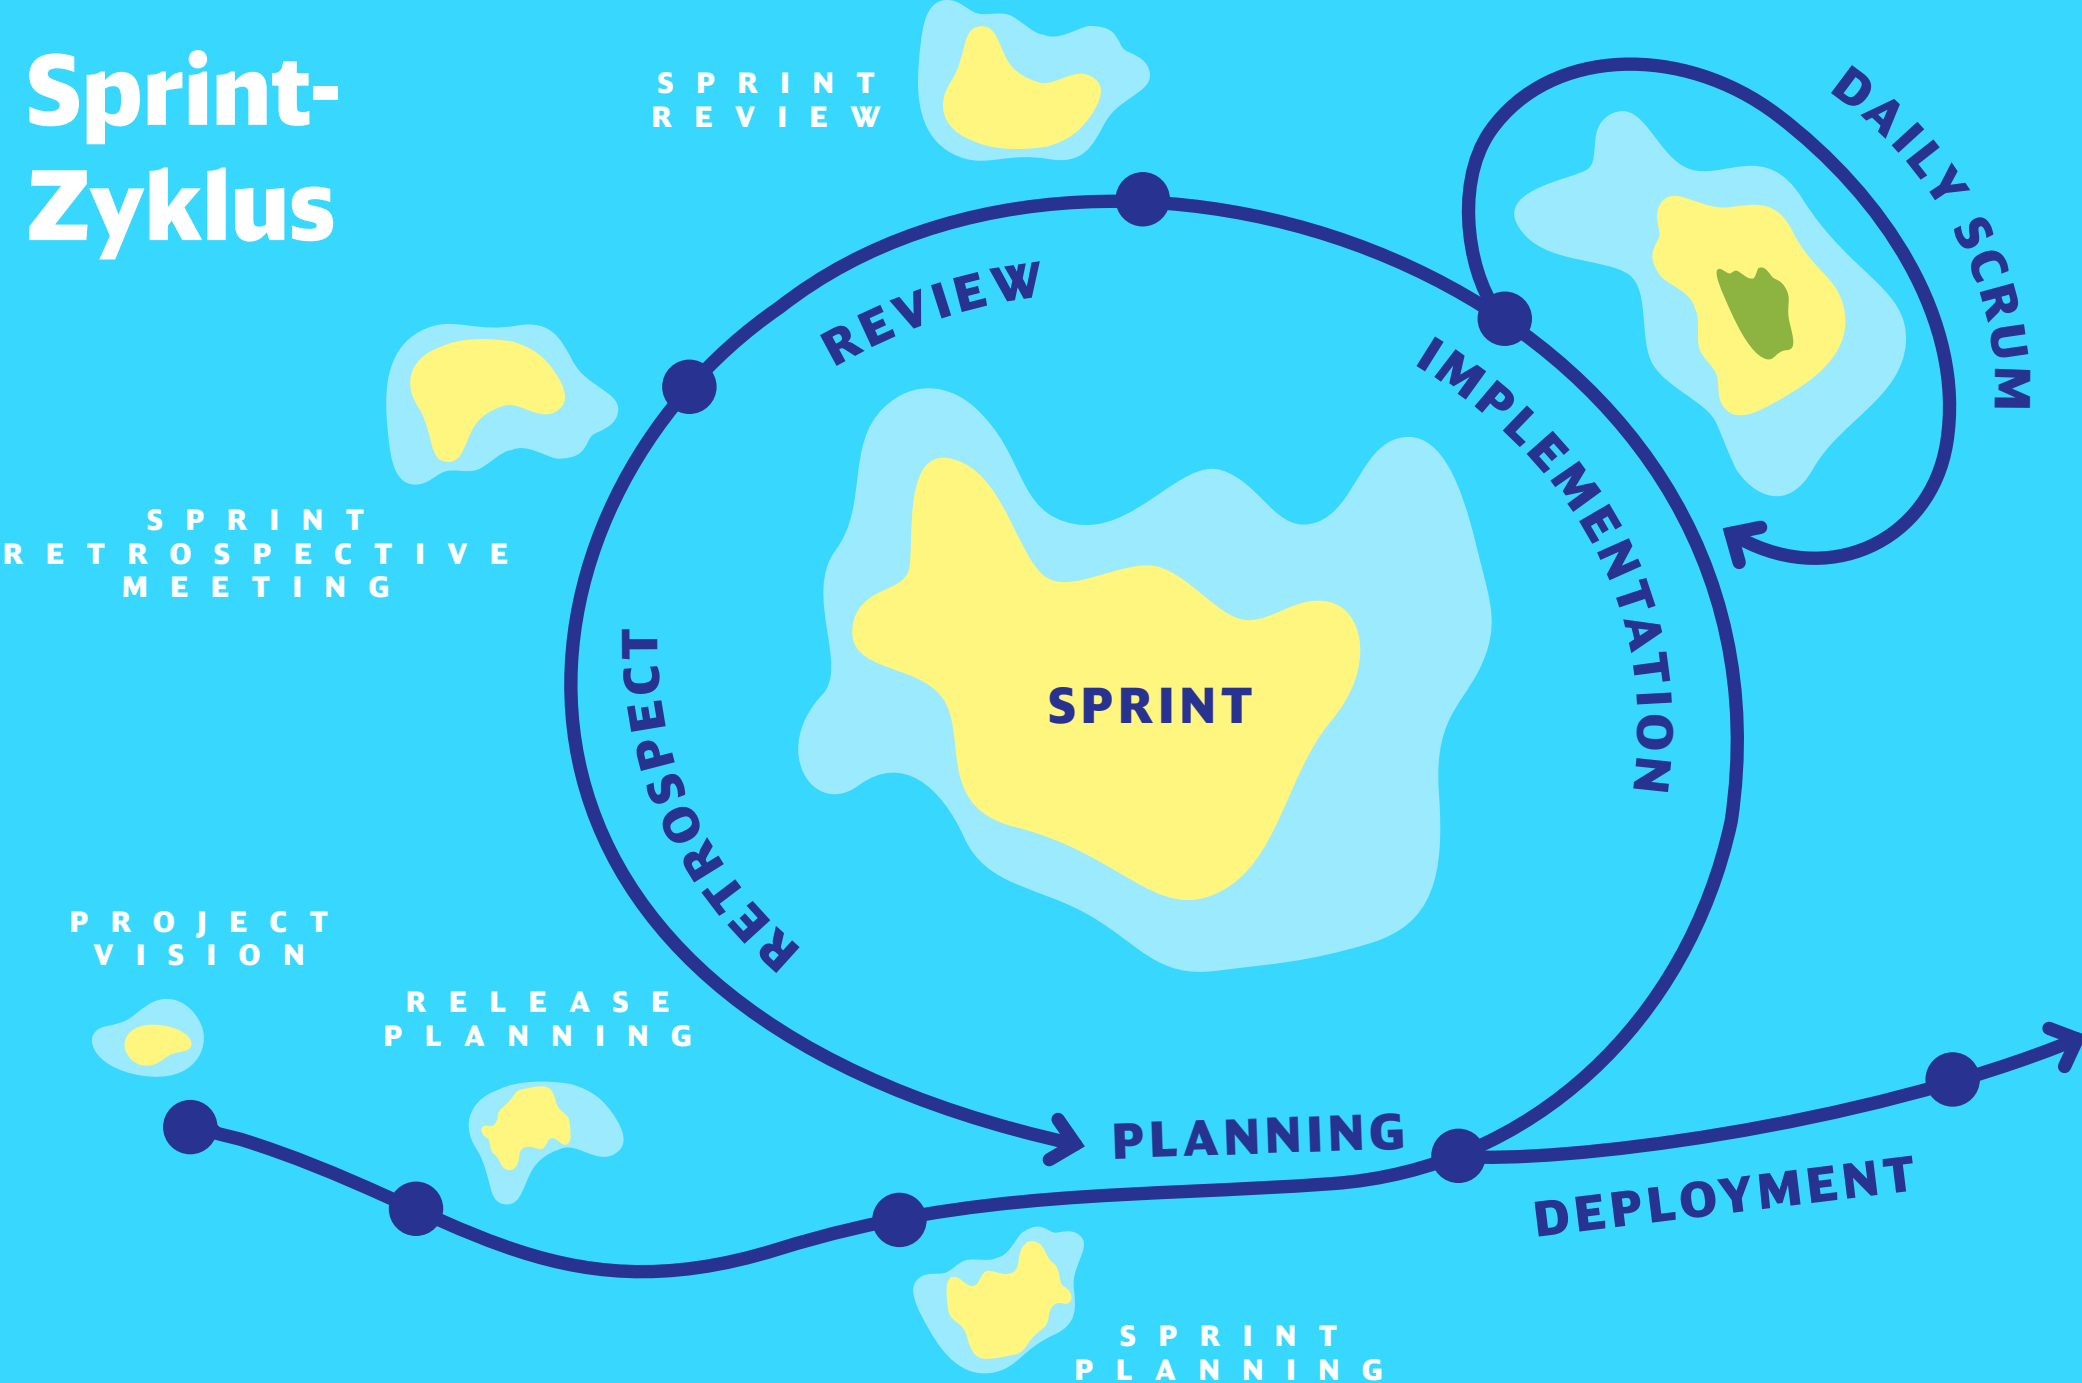 Sprint-
Zyklus
SPRINT
REVIEW
DAILY SCRUM
REVIEW
IMPLEMENTATION
SPRINT
RETROSPECTIVE
MEETING
RETROSPECT
SPRINT
PROJECT
VISION
RELEASE
PLANNING
PLANNING
DEPLOYMENT
SPRINT
PLANNING